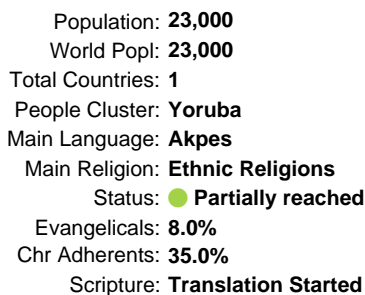 Population: 23,000
World Popl: 23,000
Total Countries: 1
People Cluster: Yoruba
Main Language: Akpes
Main Religion: Ethnic Religions
Status: Partially reached
Evangelicals: 8.0%
Chr Adherents: 35.0%
Scripture: Translation Started